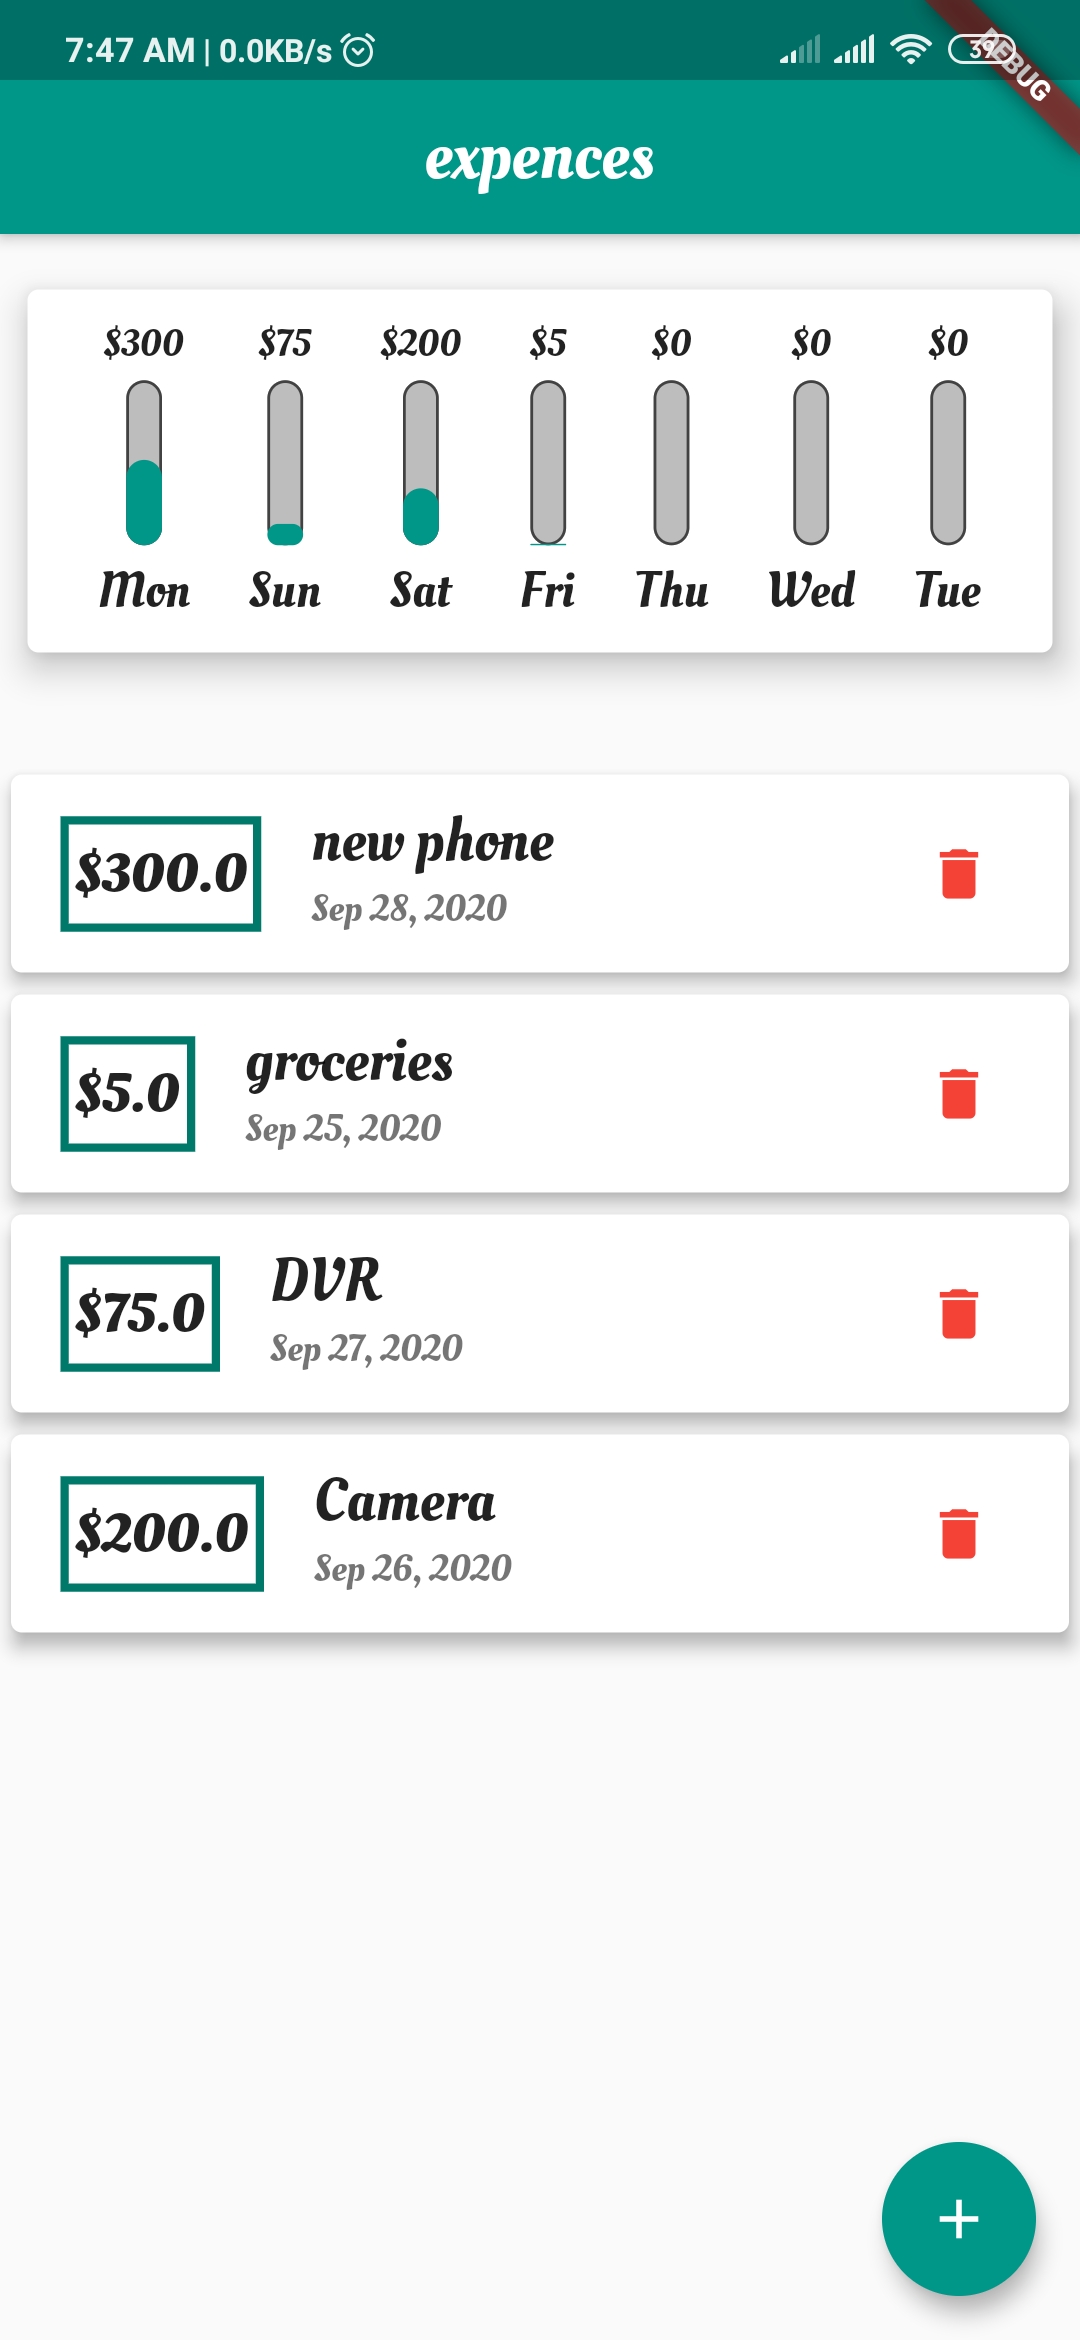 7:47 AM | 0.0KB/s
39
DEBUG
expences
$300 $75 $200 $5 $0 $0 $0
Mon Sun Sat Fri Thu Wed Tue
$300.0
new phone
Sep 28, 2020
$5.0
groceries
Sep 25, 2020
$75.0
DVR
Sep 27, 2020
$200.0
Camera
Sep 26, 2020